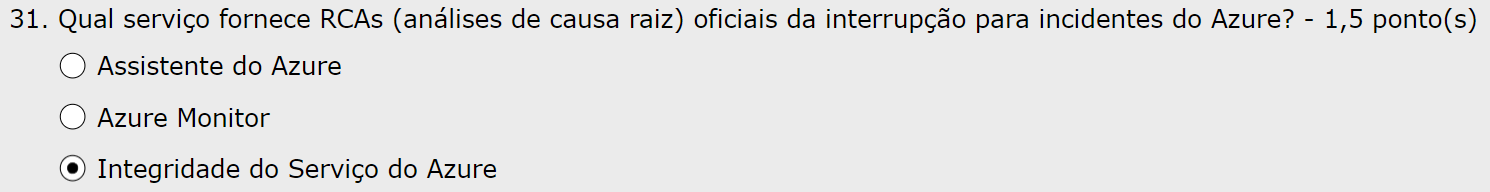 31. Qual serviço fornece RCAs (análises de causa raiz) oficiais da interrupção para incidentes do Azure? - 1,5 ponto(s)
Assistente do Azure
Azure Monitor
Integridade do Serviço do Azure